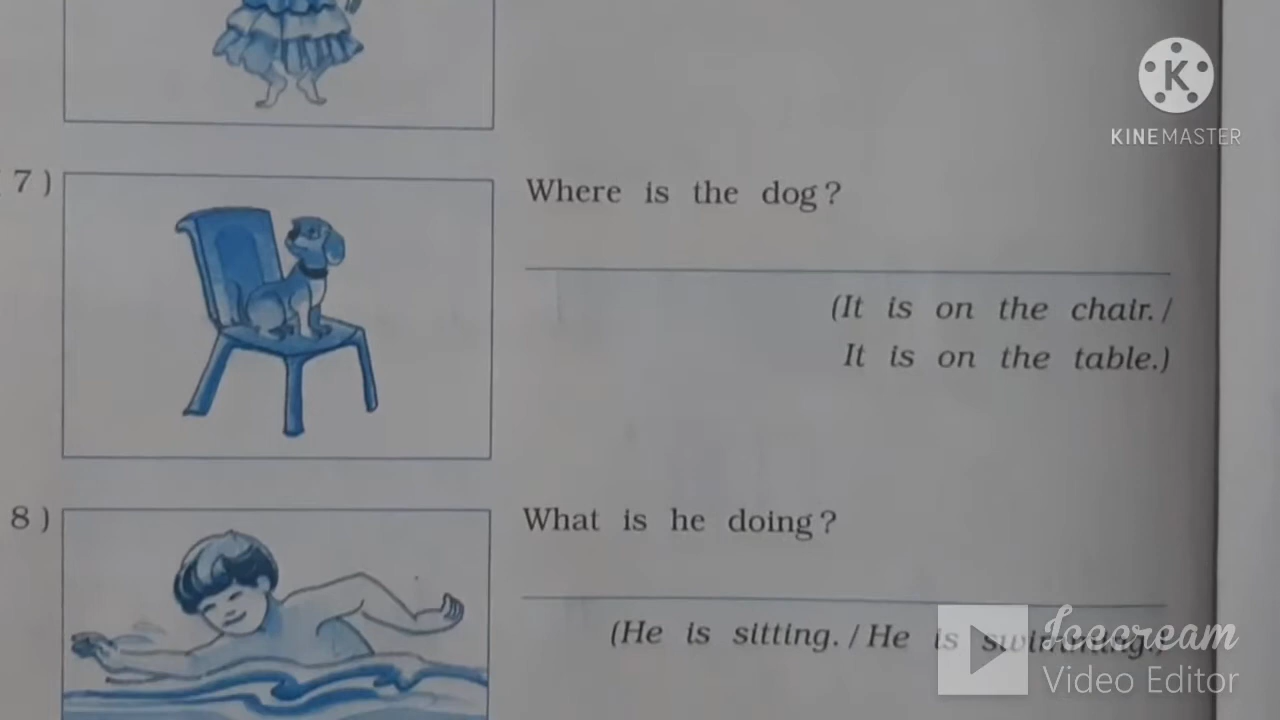 KINEMASTER
7 )
Where is the dog ?
(It is on the chair. /
It is on the table.)
8 )
What is he doing ?
(He is sitting. / He is swimming.)
Icecream
Video Editor